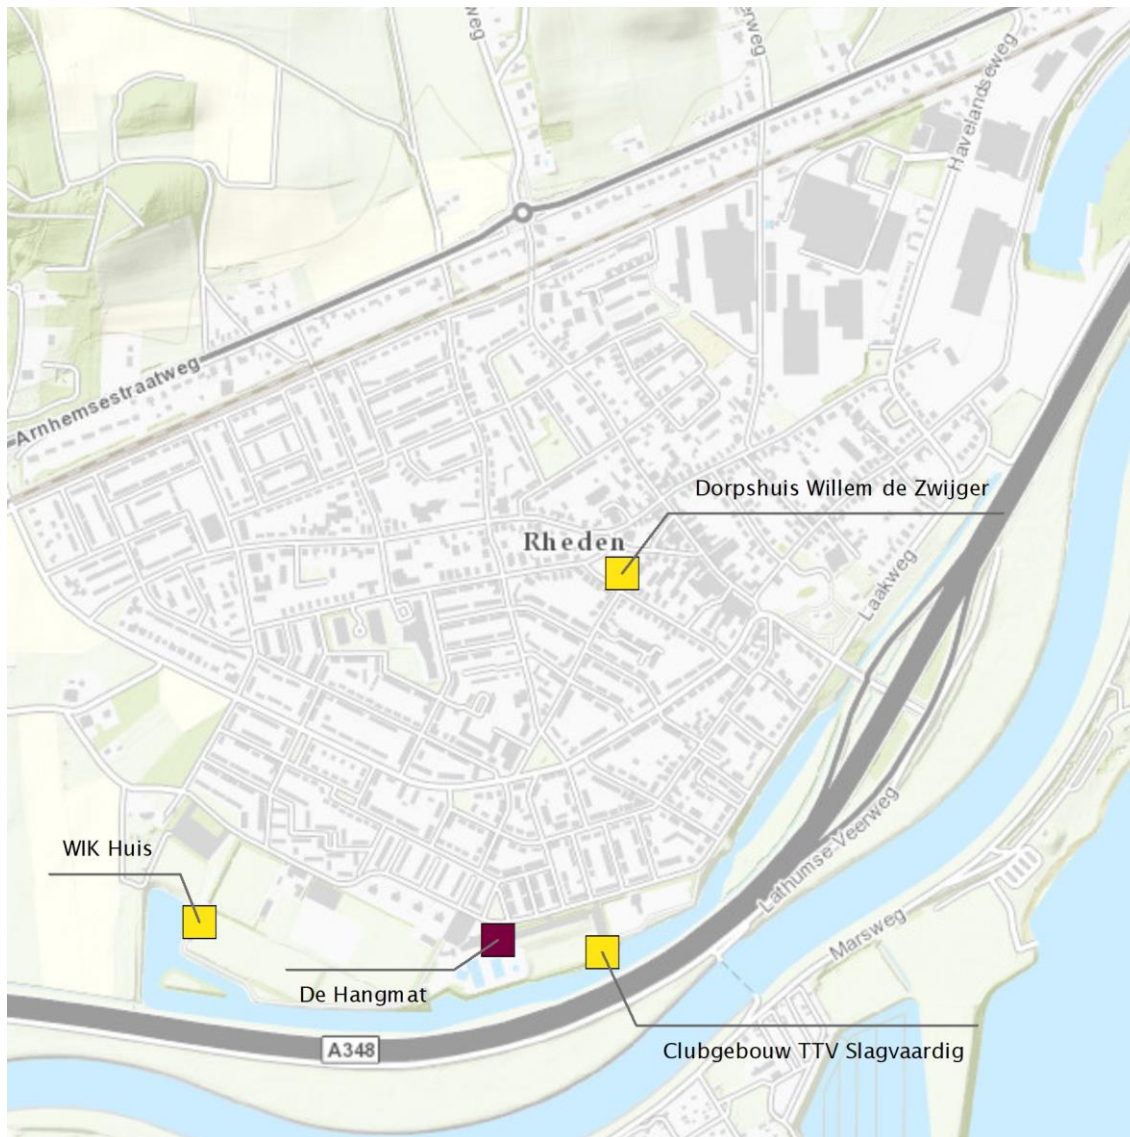 weg
erweg
Havelandseweg
Arnhemsestraatweg
Dorpshuis Willem de Zwijger
Rheden
Laakweg
WIK Huis
Lathumse Veerweg
Marsweg
De Hangmat
A348
Clubgebouw TTV Slagvaardig